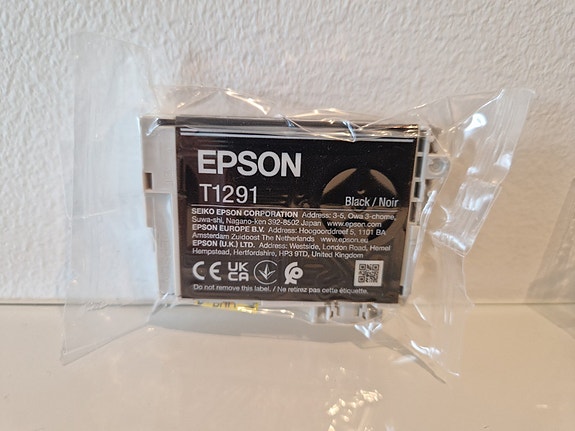 EPSON
T1291
Black / Noir
SEIKO EPSON CORPORATION Address: 3-5, Owa 3-chome,
Suwa-shi, Nagano-ken 392-8502 Japan www.epson.com
EPSON EUROPE B.V. Address: Hoogoorddreef 5, 1101 BA
Amsterdam Zuidoost The Netherlands www.epson.eu
EPSON (U.K.) LTD. Address: Westside, London Road, Hemel
Hempstead, Hertfordshire, HP3 9TD, United Kingdom
CE UK CA
Do not remove this label. / Ne retirez pas cette étiquette.